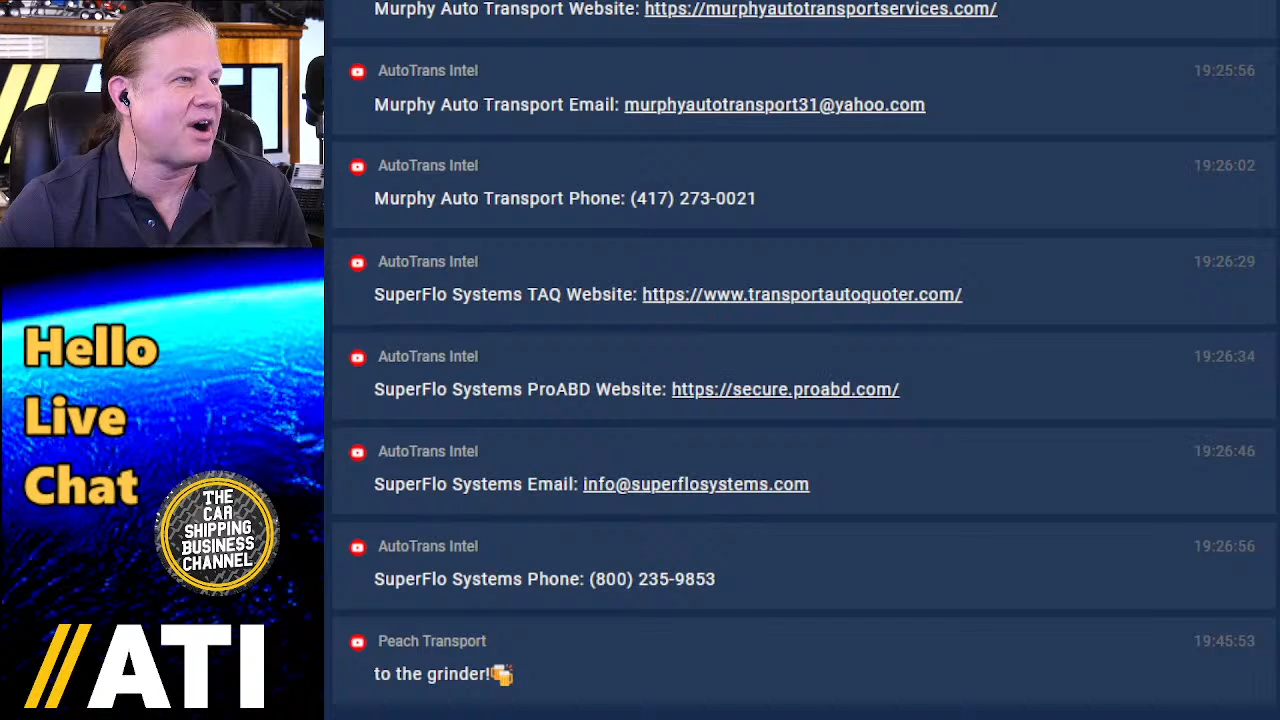 Murphy Auto Transport Website: https://murphyautotransportservices.com/
AutoTrans Intel 19:25:56
Murphy Auto Transport Email: murphyautotransport31@yahoo.com
AutoTrans Intel 19:26:02
Murphy Auto Transport Phone: (417) 273-0021
AutoTrans Intel 19:26:29
SuperFlo Systems TAQ Website: https://www.transportautoquoter.com/
AutoTrans Intel 19:26:34
SuperFlo Systems ProABD Website: https://secure.proabd.com/
AutoTrans Intel 19:26:46
SuperFlo Systems Email: info@superflosystems.com
AutoTrans Intel 19:26:56
SuperFlo Systems Phone: (800) 235-9853
Peach Transport 19:45:53
to the grinder!🍻
Hello
Live
Chat
THE
CAR
SHIPPING
BUSINESS
CHANNEL
//ATI